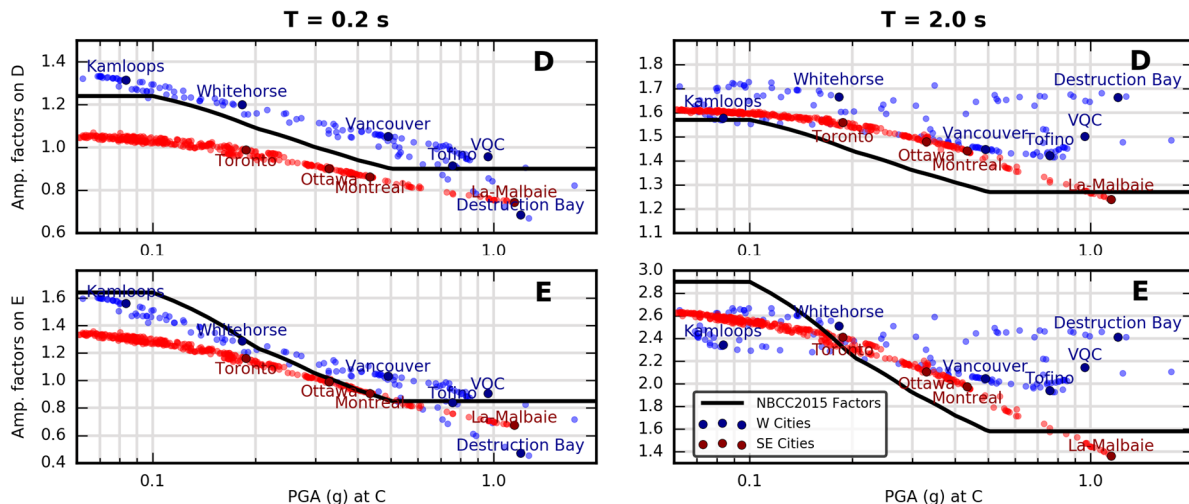 T = 0.2 s
T = 2.0 s
Amp. factors on D
1.4
1.2
1.0
0.8
0.6
0.1
1.0
D
Kamloops
Whitehorse
Vancouver
VQC
Tofino
Toronto
Ottawa
Montreal
La-Malbaie
Destruction Bay
1.9
1.8
1.7
1.6
1.5
1.4
1.3
1.2
1.1
0.1
1.0
D
Whitehorse
Destruction Bay
Kamloops
VQC
Toronto
Vancouver
Tofino
Ottawa
Montreal
La-Malbaie
Amp. factors on E
1.6
1.4
1.2
1.0
0.8
0.6
0.4
0.1
1.0
PGA (g) at C
E
Kamloops
Whitehorse
Toronto
Vancouver
VQC
Tofino
Ottawa
Montreal
La-Malbaie
Destruction Bay
3.0
2.8
2.6
2.4
2.2
2.0
1.8
1.6
1.4
0.1
1.0
PGA (g) at C
E
Whitehorse
Destruction Bay
Kamloops
Toronto
VQC
Vancouver
Tofino
Ottawa
Montreal
La-Malbaie
NBCC2015 Factors
W Cities
SE Cities